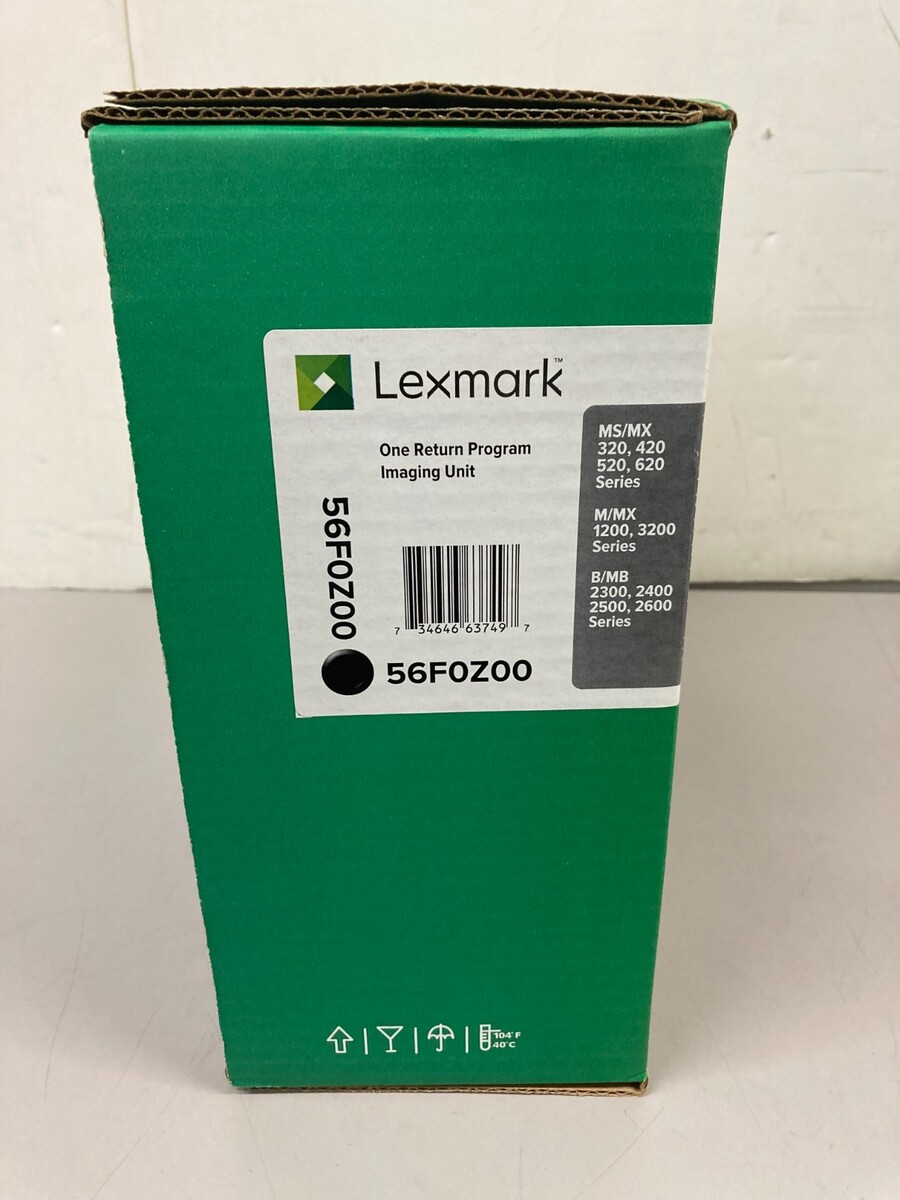 Lexmark™
One Return Program
Imaging Unit
56F0Z00
7 34646 63749 7
56F0Z00
MS/MX
320, 420
520, 620
Series
M/MX
1200, 3200
Series
B/MB
2300, 2400
2500, 2600
Series
104°F
40°C